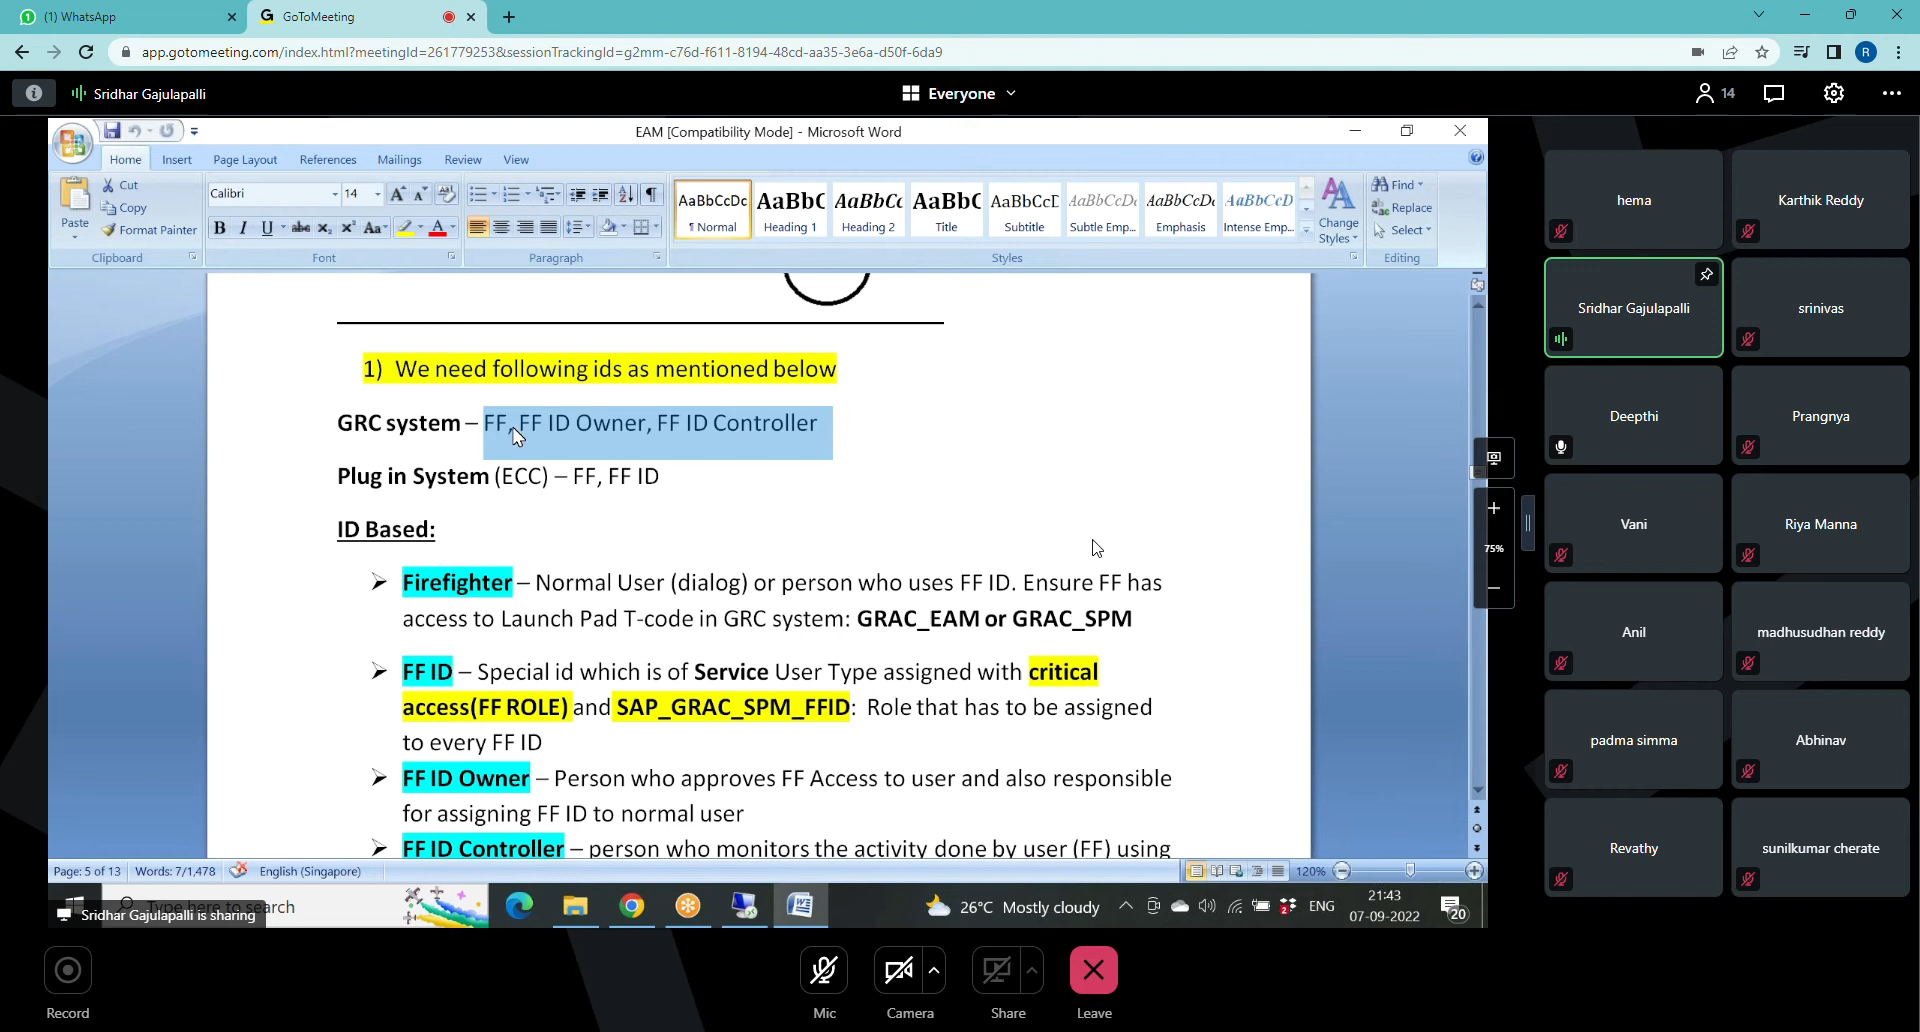 (1) WhatsApp
GoToMeeting
app.gotomeeting.com/index.html?meetingId=261779253&sessionTrackingId=g2mm-c76d-f611-8194-48cd-aa35-3e6a-d50f-6da9
R
Sridhar Gajulapalli
Everyone
14
EAM [Compatibility Mode] - Microsoft Word
Home Insert Page Layout References Mailings Review View
Paste
Cut
Copy
Format Painter
Clipboard
Calibri 14
B I U abc X₂ X² Aa
Font
Paragraph
AaBbCcDc AaBbC AaBbCc AaBbC AaBbCcD AaBbCcDc AaBbCcDc AaBbCcD
¶ Normal Heading 1 Heading 2 Title Subtitle Subtle Emp... Emphasis Intense Emp...
Styles
Change Styles
Find
Replace
Select
Editing
1) We need following ids as mentioned below
GRC system – FF, FF ID Owner, FF ID Controller
Plug in System (ECC) – FF, FF ID
ID Based:
➢ Firefighter – Normal User (dialog) or person who uses FF ID. Ensure FF has
access to Launch Pad T-code in GRC system: GRAC_EAM or GRAC_SPM
➢ FF ID – Special id which is of Service User Type assigned with critical
access(FF ROLE) and SAP_GRAC_SPM_FFID: Role that has to be assigned
to every FF ID
➢ FF ID Owner – Person who approves FF Access to user and also responsible
for assigning FF ID to normal user
➢ FF ID Controller – person who monitors the activity done by user (FF) using
75%
Page: 5 of 13 Words: 7/1,478 English (Singapore)
120%
Type here to search
Sridhar Gajulapalli is sharing
26°C Mostly cloudy
ENG
21:43
07-09-2022
20
hema
Karthik Reddy
Sridhar Gajulapalli
srinivas
Deepthi
Prangnya
Vani
Riya Manna
Anil
madhusudhan reddy
padma simma
Abhinav
Revathy
sunilkumar cherate
Record
Mic
Camera
Share
Leave